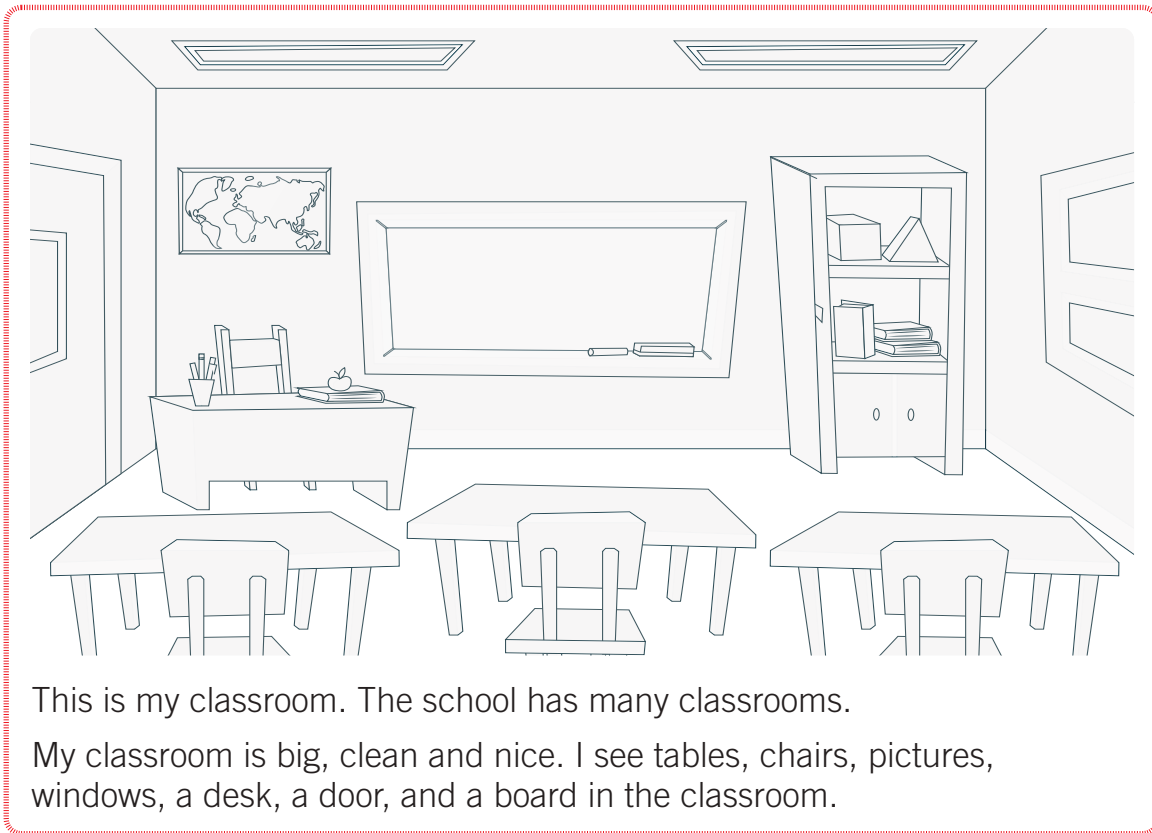 This is my classroom. The school has many classrooms.
My classroom is big, clean and nice. I see tables, chairs, pictures,
windows, a desk, a door, and a board in the classroom.